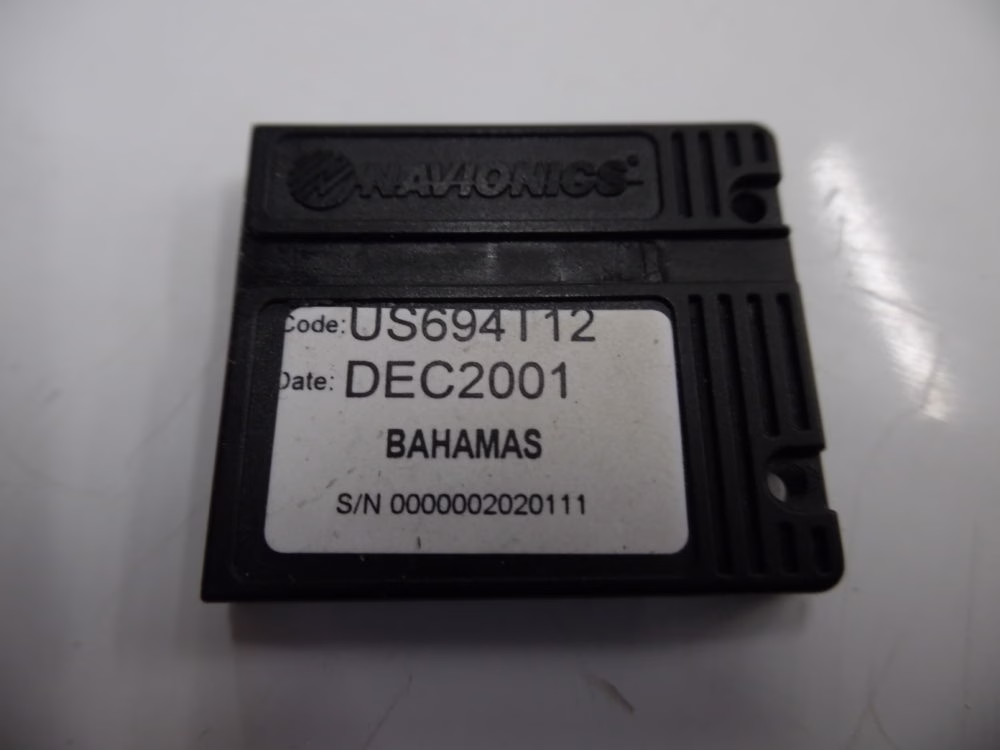 NAVIONICS
Code: US694T12
Date: DEC2001
BAHAMAS
S/N 0000002020111